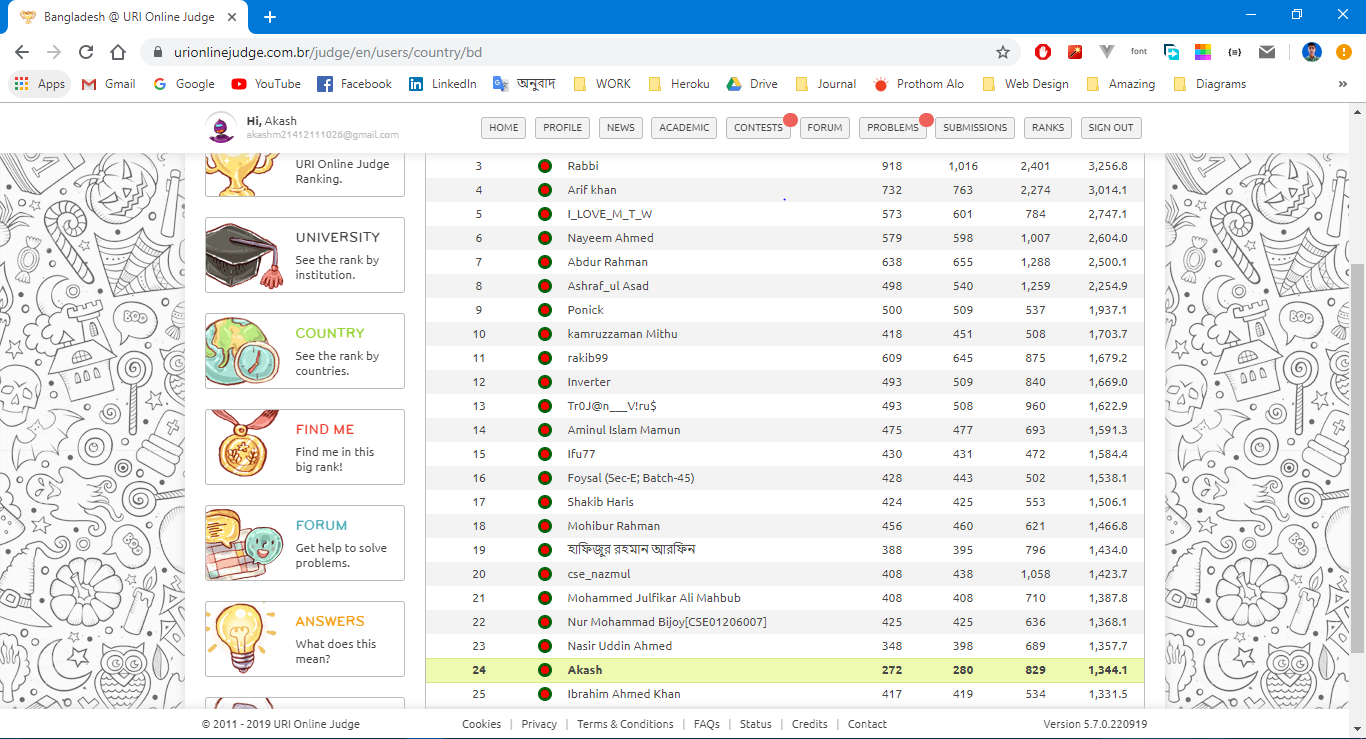 Bangladesh @ URI Online Judge
urionlinejudge.com.br/judge/en/users/country/bd
font
Apps Gmail Google YouTube Facebook LinkedIn অনুবাদ WORK Heroku Drive Journal Prothom Alo Web Design Amazing Diagrams »
Hi, Akash
akashm21412111026@gmail.com
HOME PROFILE NEWS ACADEMIC CONTESTS FORUM PROBLEMS SUBMISSIONS RANKS SIGN OUT
URI Online Judge
Ranking.
UNIVERSITY
See the rank by
institution.
COUNTRY
See the rank by
countries.
FIND ME
Find me in this
big rank!
FORUM
Get help to solve
problems.
ANSWERS
What does this
mean?
3 Rabbi 918 1,016 2,401 3,256.8
4 Arif khan 732 763 2,274 3,014.1
5 I_LOVE_M_T_W 573 601 784 2,747.1
6 Nayeem Ahmed 579 598 1,007 2,604.0
7 Abdur Rahman 638 655 1,288 2,500.1
8 Ashraf_ul Asad 498 540 1,259 2,254.9
9 Ponick 500 509 537 1,937.1
10 kamruzzaman Mithu 418 451 508 1,703.7
11 rakib99 609 645 875 1,679.2
12 Inverter 493 509 840 1,669.0
13 Tr0J@n___V!ru$ 493 508 960 1,622.9
14 Aminul Islam Mamun 475 477 693 1,591.3
15 Ifu77 430 431 472 1,584.4
16 Foysal (Sec-E; Batch-45) 428 443 502 1,538.1
17 Shakib Haris 424 425 553 1,506.1
18 Mohibur Rahman 456 460 621 1,466.8
19 হাফিজুর রহমান আরফিন 388 395 796 1,434.0
20 cse_nazmul 408 438 1,058 1,423.7
21 Mohammed Julfikar Ali Mahbub 408 408 710 1,387.8
22 Nur Mohammad Bijoy[CSE01206007] 425 425 636 1,368.1
23 Nasir Uddin Ahmed 348 398 689 1,357.7
24 Akash 272 280 829 1,344.1
25 Ibrahim Ahmed Khan 417 419 534 1,331.5
© 2011 - 2019 URI Online Judge Cookies | Privacy | Terms & Conditions | FAQs | Status | Credits | Contact Version 5.7.0.220919